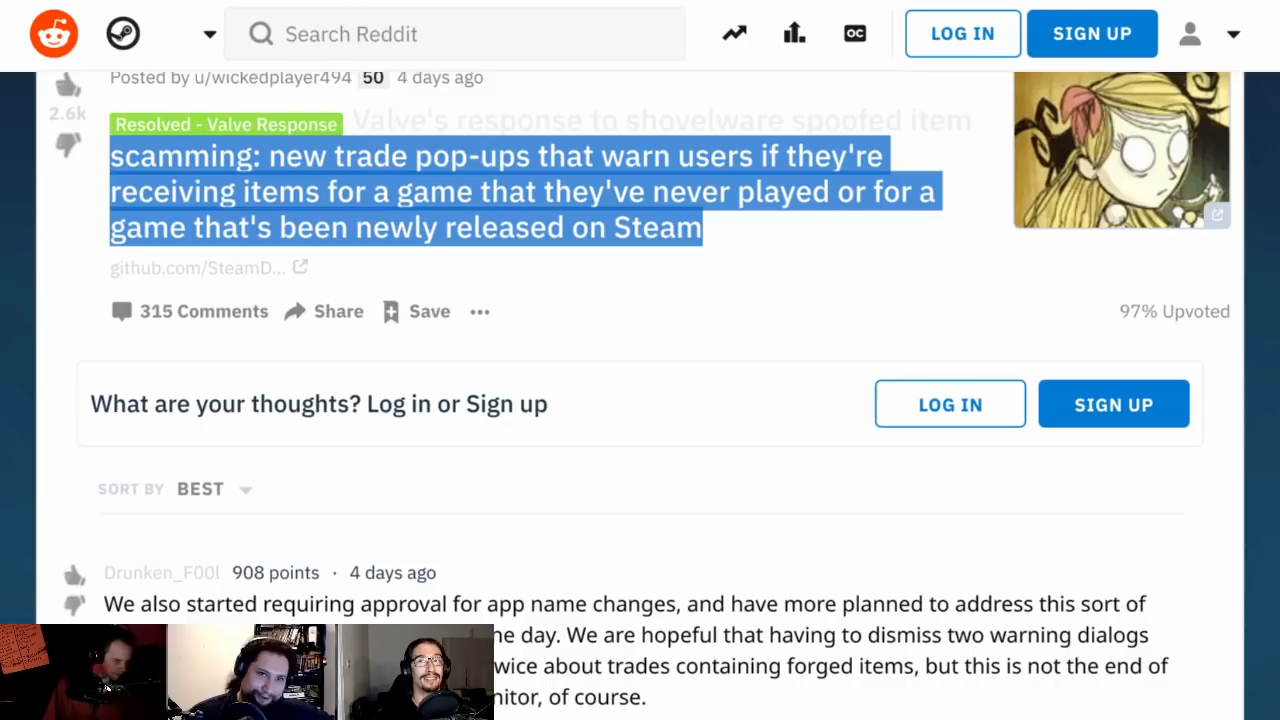 Search Reddit
LOG IN
SIGN UP
OC
Posted by u/wickedplayer494 50 4 days ago
2.6k
Resolved - Valve Response Valve's response to shovelware spoofed item
scamming: new trade pop-ups that warn users if they're
receiving items for a game that they've never played or for a
game that's been newly released on Steam
github.com/SteamD...
315 Comments Share Save ...
97% Upvoted
What are your thoughts? Log in or Sign up
LOG IN
SIGN UP
SORT BY BEST
Drunken_F00l 908 points · 4 days ago
We also started requiring approval for app name changes, and have more planned to address this sort of
ne day. We are hopeful that having to dismiss two warning dialogs
wice about trades containing forged items, but this is not the end of
nitor, of course.